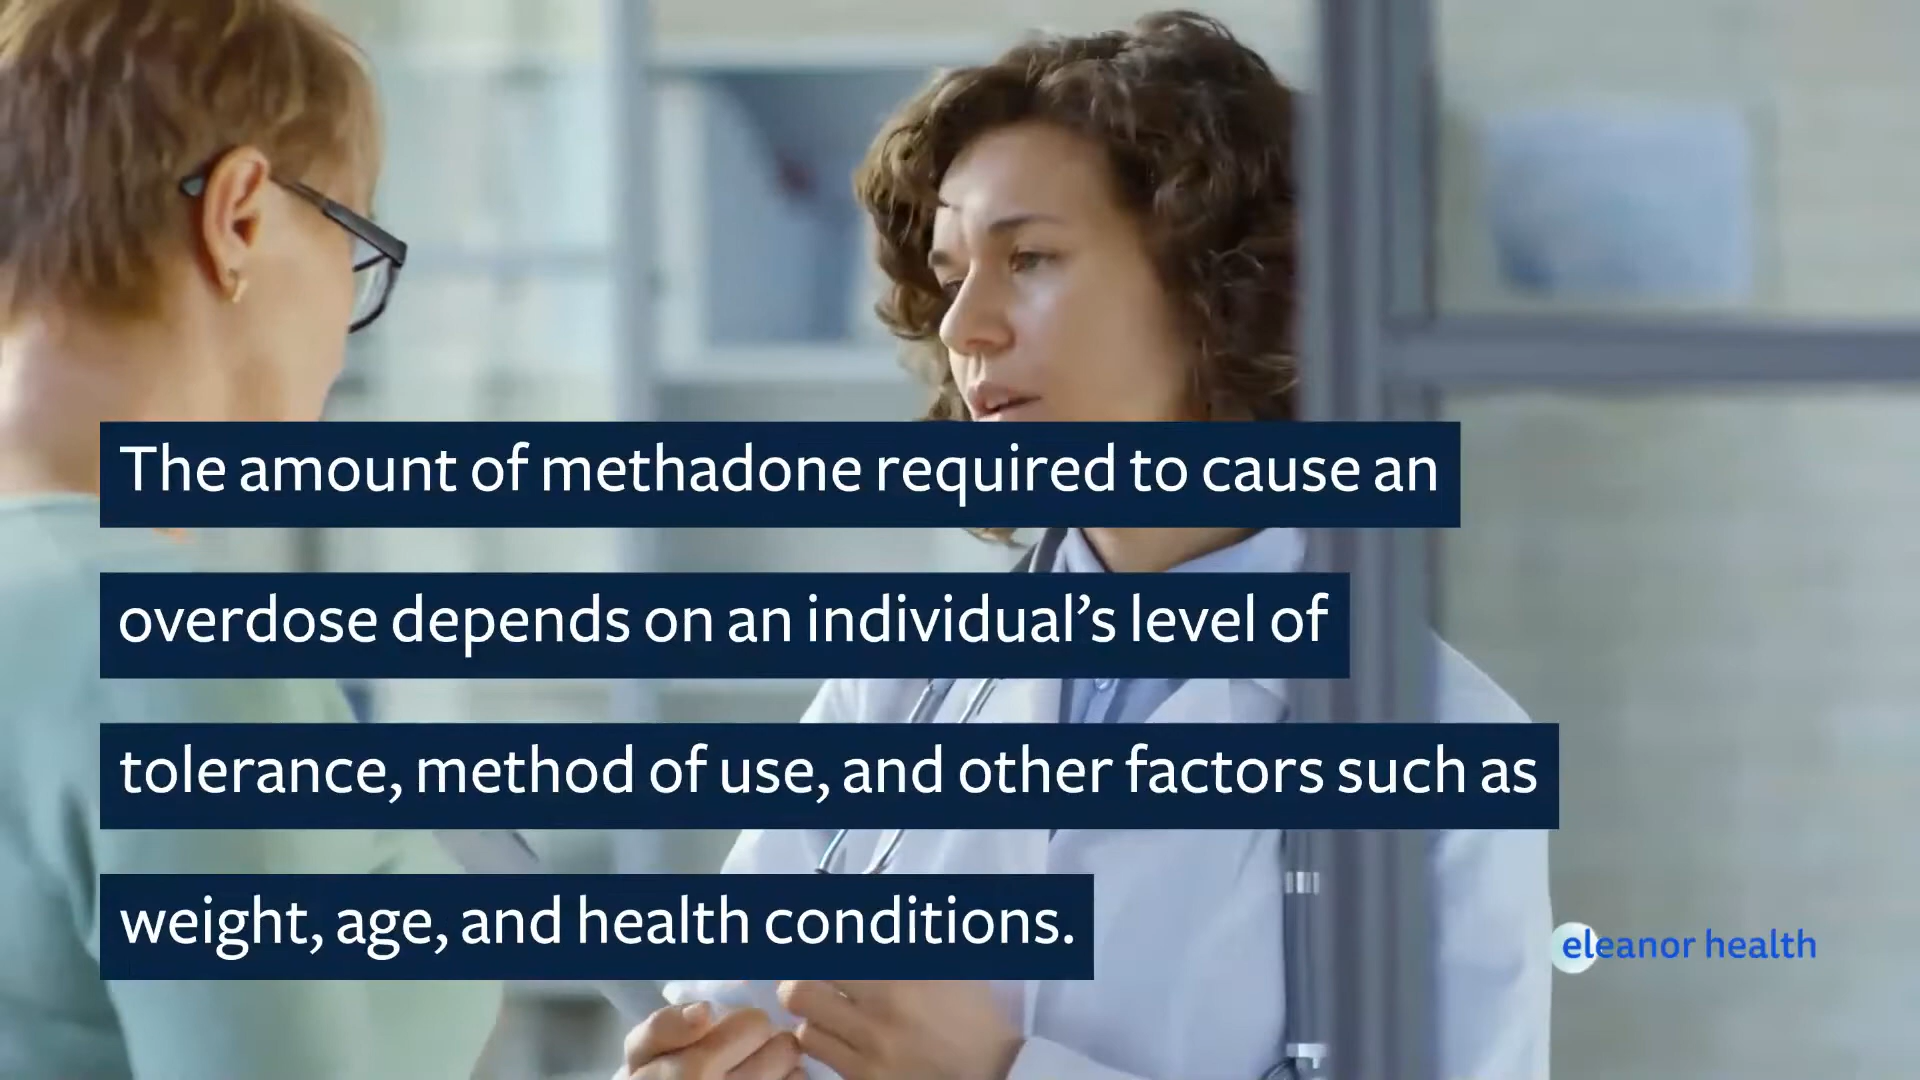 The amount of methadone required to cause an
overdose depends on an individual’s level of
tolerance, method of use, and other factors such as
weight, age, and health conditions.
eleanor health